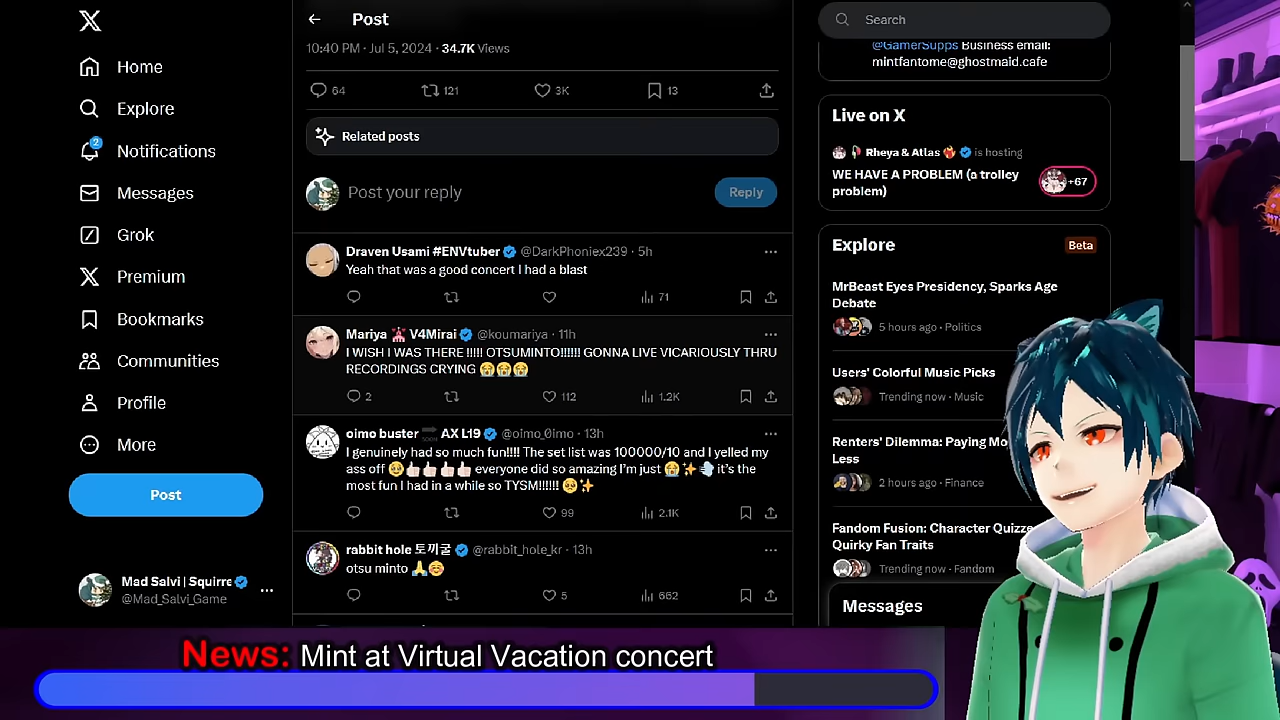 Home
Explore
2
Notifications
Messages
Grok
Premium
Bookmarks
Communities
Profile
More
Post
Mad Salvi | Squirre
@Mad_Salvi_Game
Post
10:40 PM · Jul 5, 2024 · 34.7K Views
64 121 3K 13
Related posts
Post your reply
Reply
Draven Usami #ENVtuber @DarkPhoniex239 · 5h
Yeah that was a good concert I had a blast
71
Mariya V4Mirai @koumariya · 11h
I WISH I WAS THERE !!!!! OTSUMINTO!!!!!! GONNA LIVE VICARIOUSLY THRU
RECORDINGS CRYING 😭😭😭
2 112 1.2K
oimo buster AX L19 @oimo_0imo · 13h
I genuinely had so much fun!!!! The set list was 100000/10 and I yelled my
ass off 🥹👍🏻👍🏻👍🏻👍🏻 everyone did so amazing I'm just 😭✨💨 it's the
most fun I had in a while so TYSM!!!!!! 🥺✨
99 2.1K
rabbit hole 토끼굴 @rabbit_hole_kr · 13h
otsu minto 🙏☺️
5 662
Search
@GamerSupps Business email:
mintfantome@ghostmaid.cafe
Live on X
Rheya & Atlas is hosting
WE HAVE A PROBLEM (a trolley
problem)
+67
Explore
Beta
MrBeast Eyes Presidency, Sparks Age
Debate
5 hours ago · Politics
Users' Colorful Music Picks
Trending now · Music
Renters' Dilemma: Paying Mo
Less
2 hours ago · Finance
Fandom Fusion: Character Quizze
Quirky Fan Traits
Trending now · Fandom
Messages
News: Mint at Virtual Vacation concert